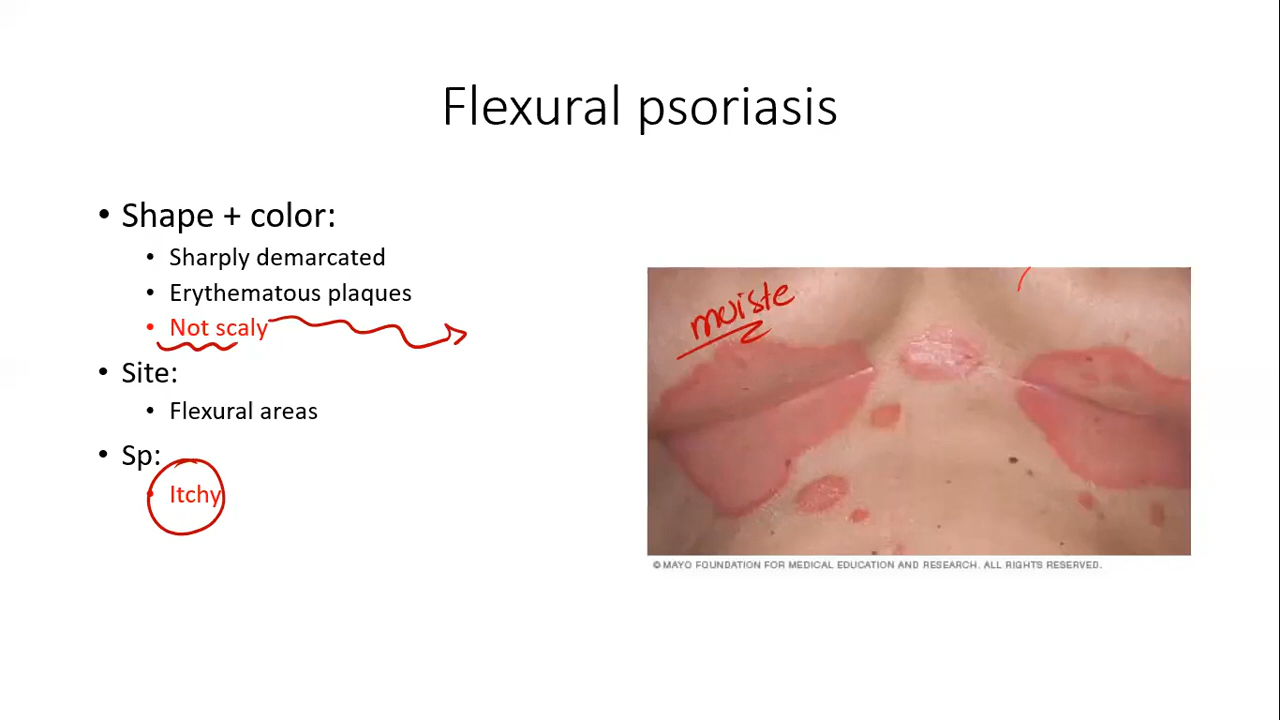 Flexural psoriasis
• Shape + color:
• Sharply demarcated
• Erythematous plaques
• Not scaly
• Site:
• Flexural areas
• Sp:
• Itchy
moiste
© MAYO FOUNDATION FOR MEDICAL EDUCATION AND RESEARCH. ALL RIGHTS RESERVED.